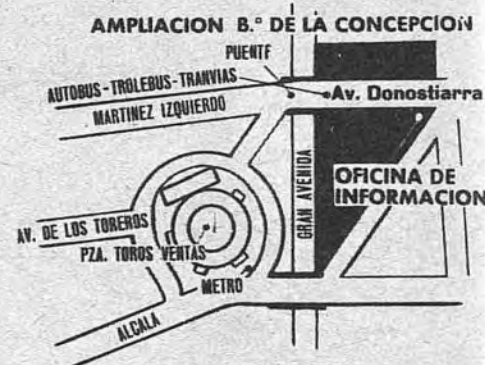 AMPLIACION B.º DE LA CONCEPCION
PUENTE
AUTOBUS-TROLEBUS-TRANVIAS
Av. Donostiarra
MARTINEZ IZQUIERDO
GRAN AVENIDA
OFICINA DE
INFORMACION
AV. DE LOS TOREROS
PZA. TOROS VENTAS
METRO
ALCALA